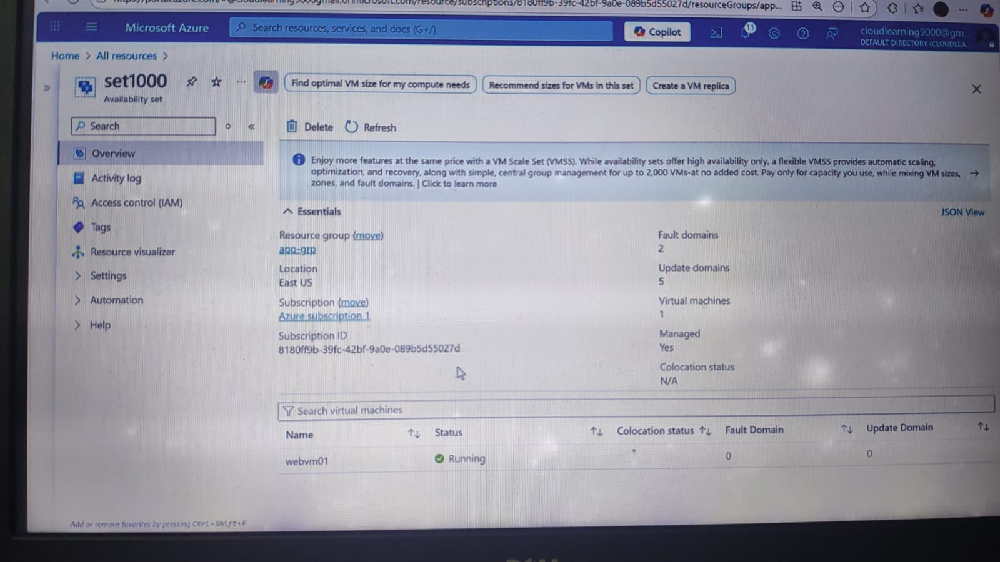 resource/subscriptions/8180ff9b-39fc-42bf-9a0e-089b5d55027d/resourceGroups/app...
Microsoft Azure
Search resources, services, and docs (G+/)
Copilot
11
cloudlearning9000@gm...
DEFAULT DIRECTORY (CLOUDLEA...
Home > All resources >
set1000
Availability set
Find optimal VM size for my compute needs
Recommend sizes for VMs in this set
Create a VM replica
Search
Delete
Refresh
Overview
Activity log
Access control (IAM)
Tags
Resource visualizer
Settings
Automation
Help
Enjoy more features at the same price with a VM Scale Set (VMSS). While availability sets offer high availability only, a flexible VMSS provides automatic scaling,
optimization, and recovery, along with simple, central group management for up to 2,000 VMs-at no added cost. Pay only for capacity you use, while mixing VM sizes,
zones, and fault domains. | Click to learn more
Essentials
JSON View
Resource group (move)
app-grp
Location
East US
Subscription (move)
Azure subscription 1
Subscription ID
8180ff9b-39fc-42bf-9a0e-089b5d55027d
Fault domains
2
Update domains
5
Virtual machines
1
Managed
Yes
Colocation status
N/A
Search virtual machines
Name Status Colocation status Fault Domain Update Domain
webvm01 Running 0 0
Add or remove favorites by pressing Ctrl+Shift+F